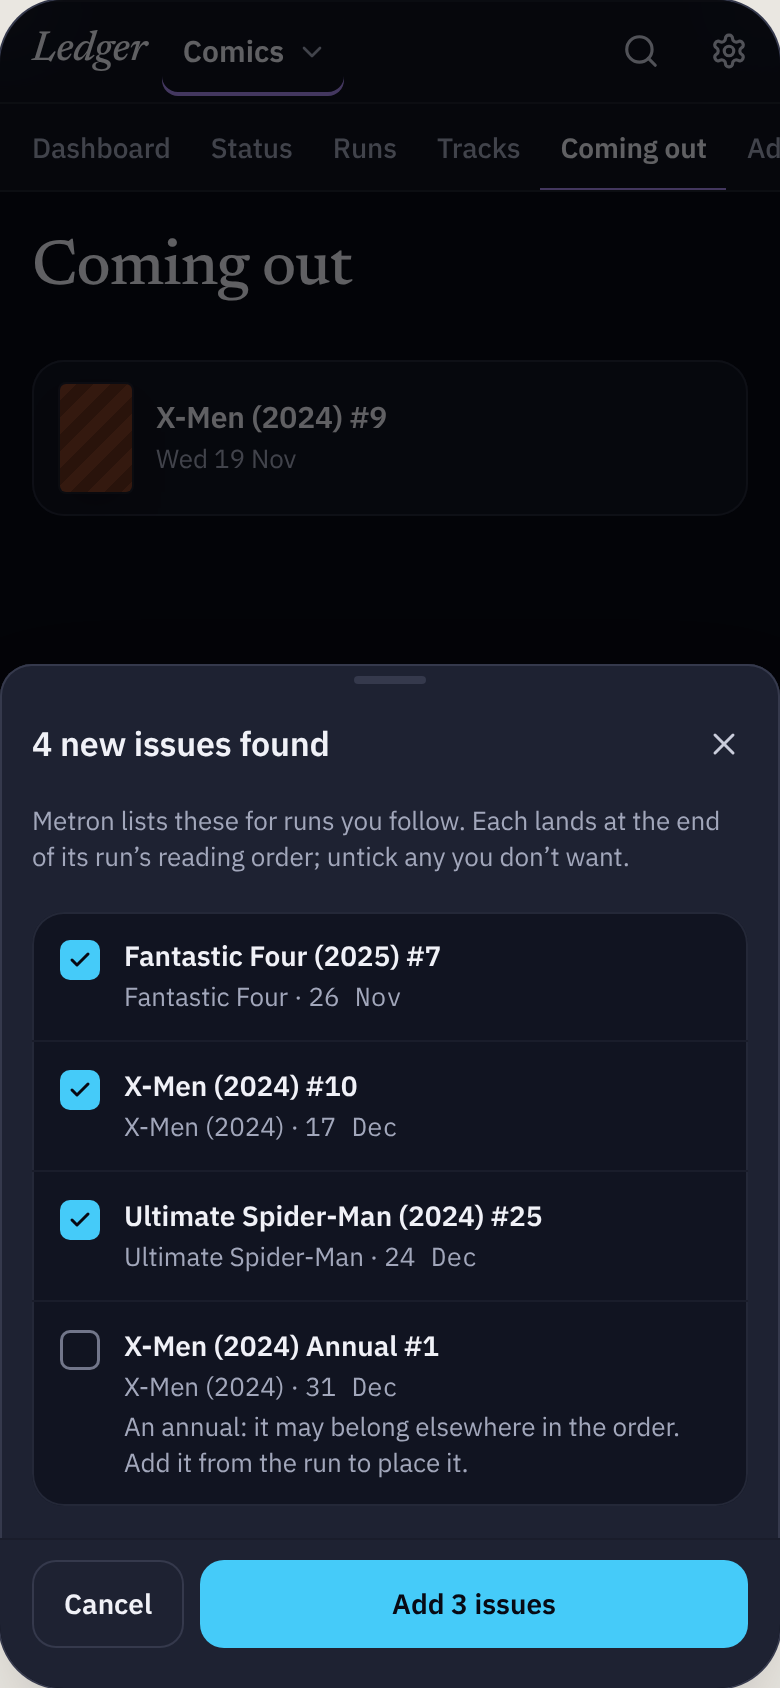 Ledger Comics
Dashboard Status Runs Tracks Coming out Ad
Coming out
X-Men (2024) #9
Wed 19 Nov
4 new issues found
Metron lists these for runs you follow. Each lands at the end
of its run’s reading order; untick any you don’t want.
Fantastic Four (2025) #7
Fantastic Four · 26 Nov
X-Men (2024) #10
X-Men (2024) · 17 Dec
Ultimate Spider-Man (2024) #25
Ultimate Spider-Man · 24 Dec
X-Men (2024) Annual #1
X-Men (2024) · 31 Dec
An annual: it may belong elsewhere in the order.
Add it from the run to place it.
Cancel Add 3 issues